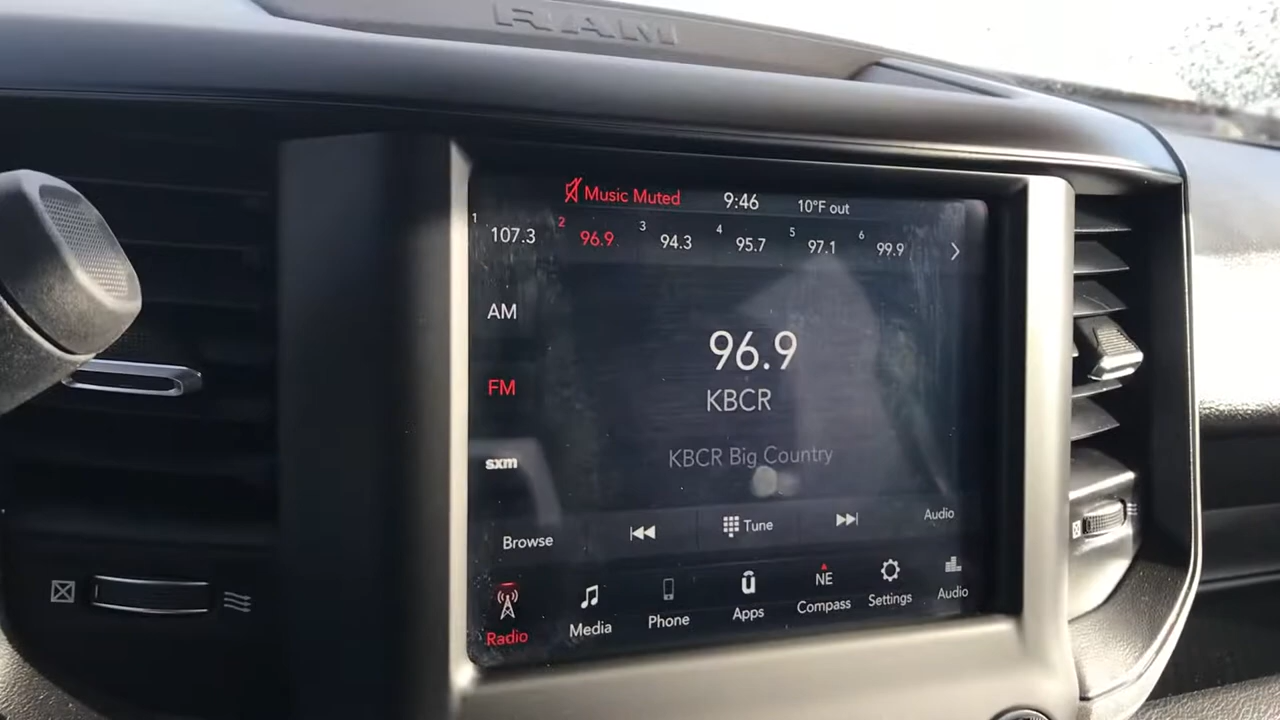 RAM
Music Muted 9:46 10°F out
1 107.3 2 96.9 3 94.3 4 95.7 5 97.1 6 99.9
AM
96.9
FM
KBCR
sxm
KBCR Big Country
Browse Tune Audio
Radio Media Phone Apps NE Compass Settings Audio